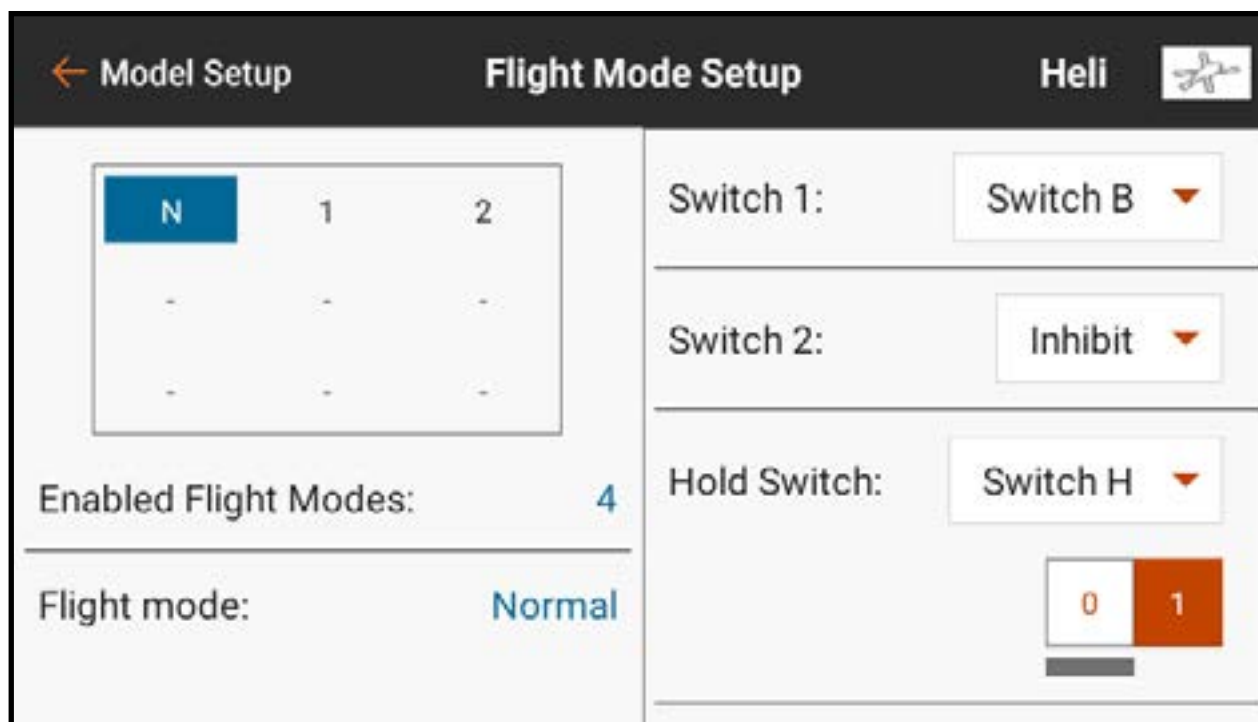 ← Model Setup
Flight Mode Setup
Heli
N 1 2
- - -
- - -
Enabled Flight Modes: 4
Flight mode: Normal
Switch 1: Switch B
Switch 2: Inhibit
Hold Switch: Switch H
0 1